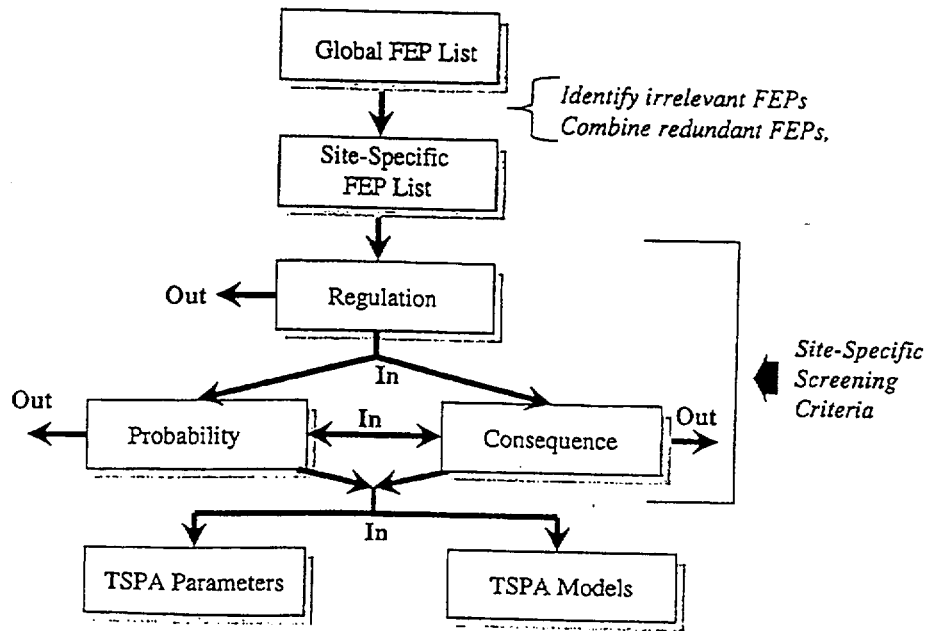 Global FEP List
Identify irrelevant FEPs
Combine redundant FEPs,
Site-Specific
FEP List
Out
Regulation
Site-Specific
Screening
Criteria
In
Out
Probability
In
Consequence
Out
In
TSPA Parameters
TSPA Models